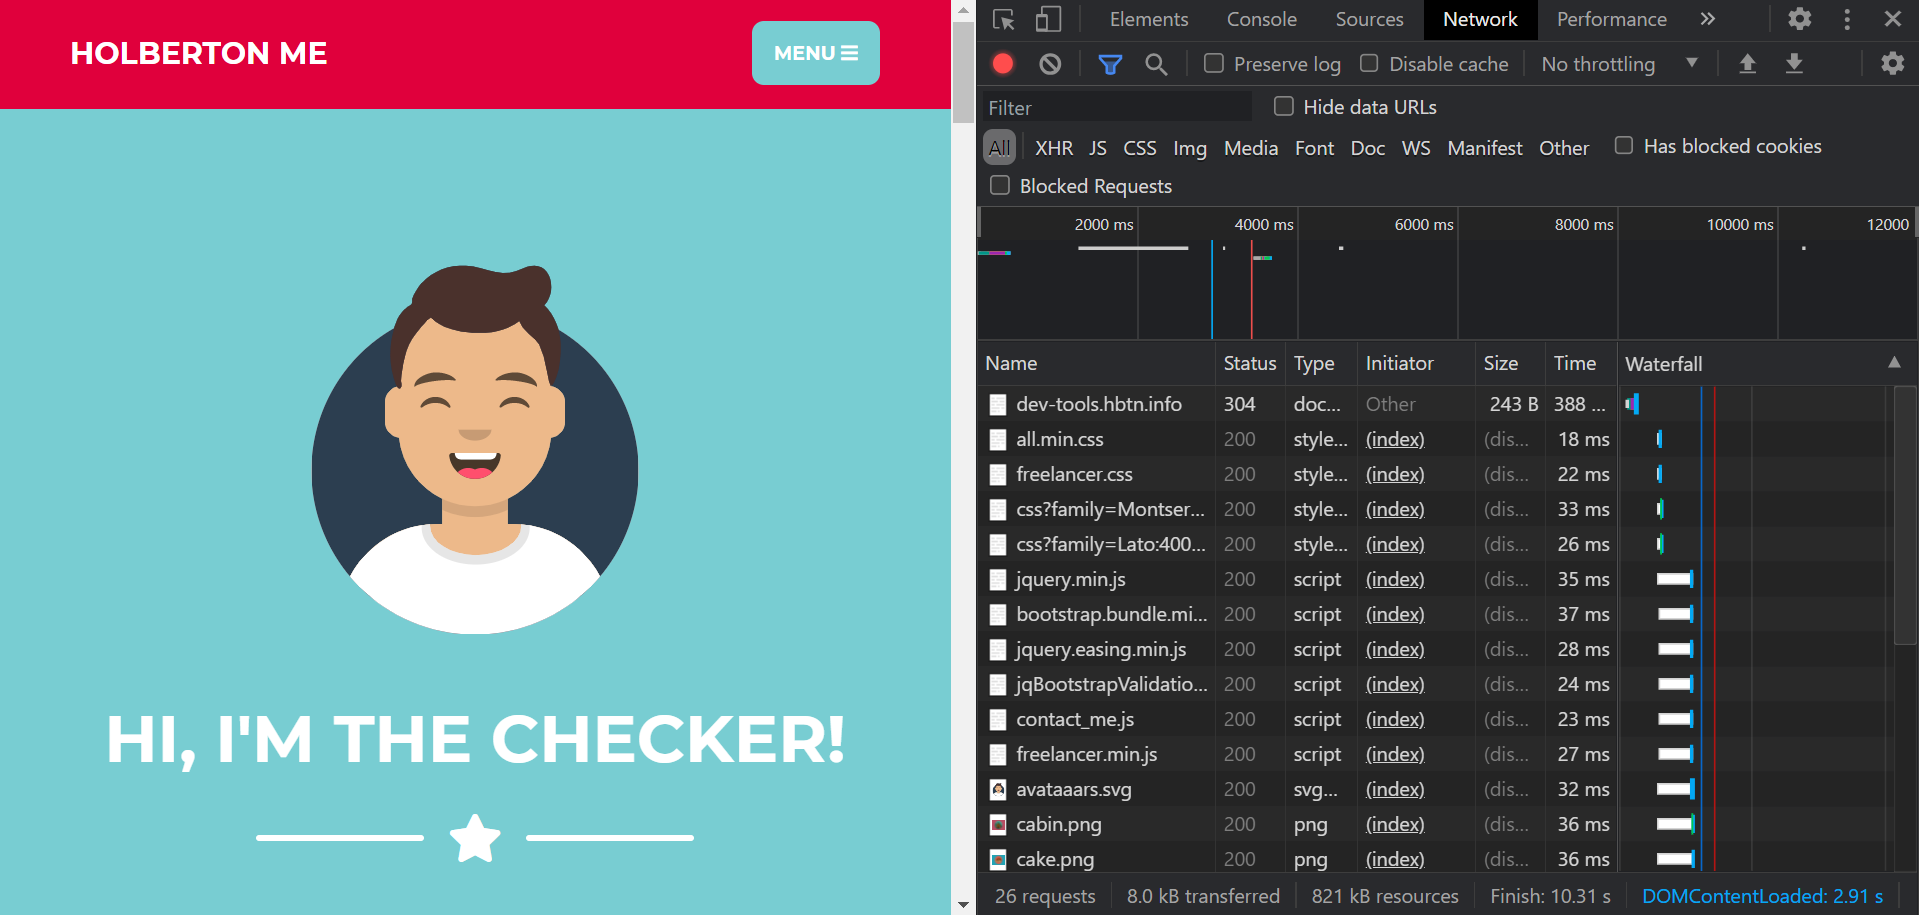 HOLBERTON ME
MENU
HI, I'M THE CHECKER!
Elements Console Sources Network Performance
Preserve log Disable cache No throttling
Filter Hide data URLs
All XHR JS CSS Img Media Font Doc WS Manifest Other Has blocked cookies
Blocked Requests
2000 ms 4000 ms 6000 ms 8000 ms 10000 ms 12000
Name Status Type Initiator Size Time Waterfall
dev-tools.hbtn.info 304 doc... Other 243 B 388 ...
all.min.css 200 style... (index) (dis... 18 ms
freelancer.css 200 style... (index) (dis... 22 ms
css?family=Montser... 200 style... (index) (dis... 33 ms
css?family=Lato:400... 200 style... (index) (dis... 26 ms
jquery.min.js 200 script (index) (dis... 35 ms
bootstrap.bundle.mi... 200 script (index) (dis... 37 ms
jquery.easing.min.js 200 script (index) (dis... 28 ms
jqBootstrapValidatio... 200 script (index) (dis... 24 ms
contact_me.js 200 script (index) (dis... 23 ms
freelancer.min.js 200 script (index) (dis... 27 ms
avataaars.svg 200 svg... (index) (dis... 32 ms
cabin.png 200 png (index) (dis... 36 ms
cake.png 200 png (index) (dis... 36 ms
26 requests 8.0 kB transferred 821 kB resources Finish: 10.31 s DOMContentLoaded: 2.91 s